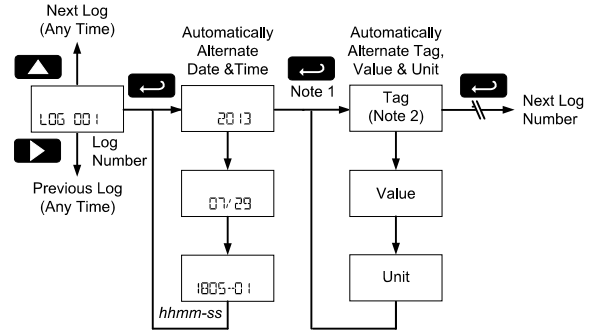 Next Log
(Any Time)
Automatically
Alternate
Date &Time
Automatically
Alternate Tag,
Value & Unit
Note 1
LOG 001
2013
Tag
(Note 2)
Next Log
Number
Log
Number
Previous Log
(Any Time)
07/29
Value
1805--01
Unit
hhmm-ss